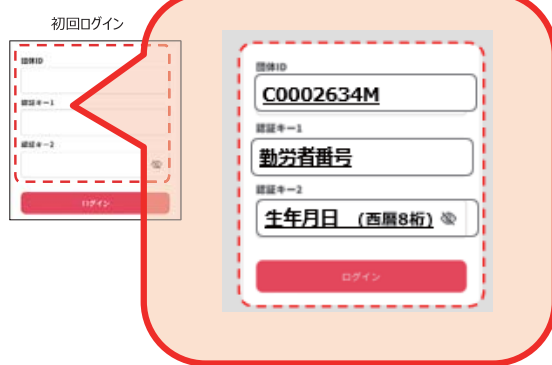 初回ログイン
団体ID
認証キー1
認証キー2
ログイン
団体ID
C0002634M
認証キー1
勤労者番号
認証キー2
生年月日 (西暦8桁)
ログイン